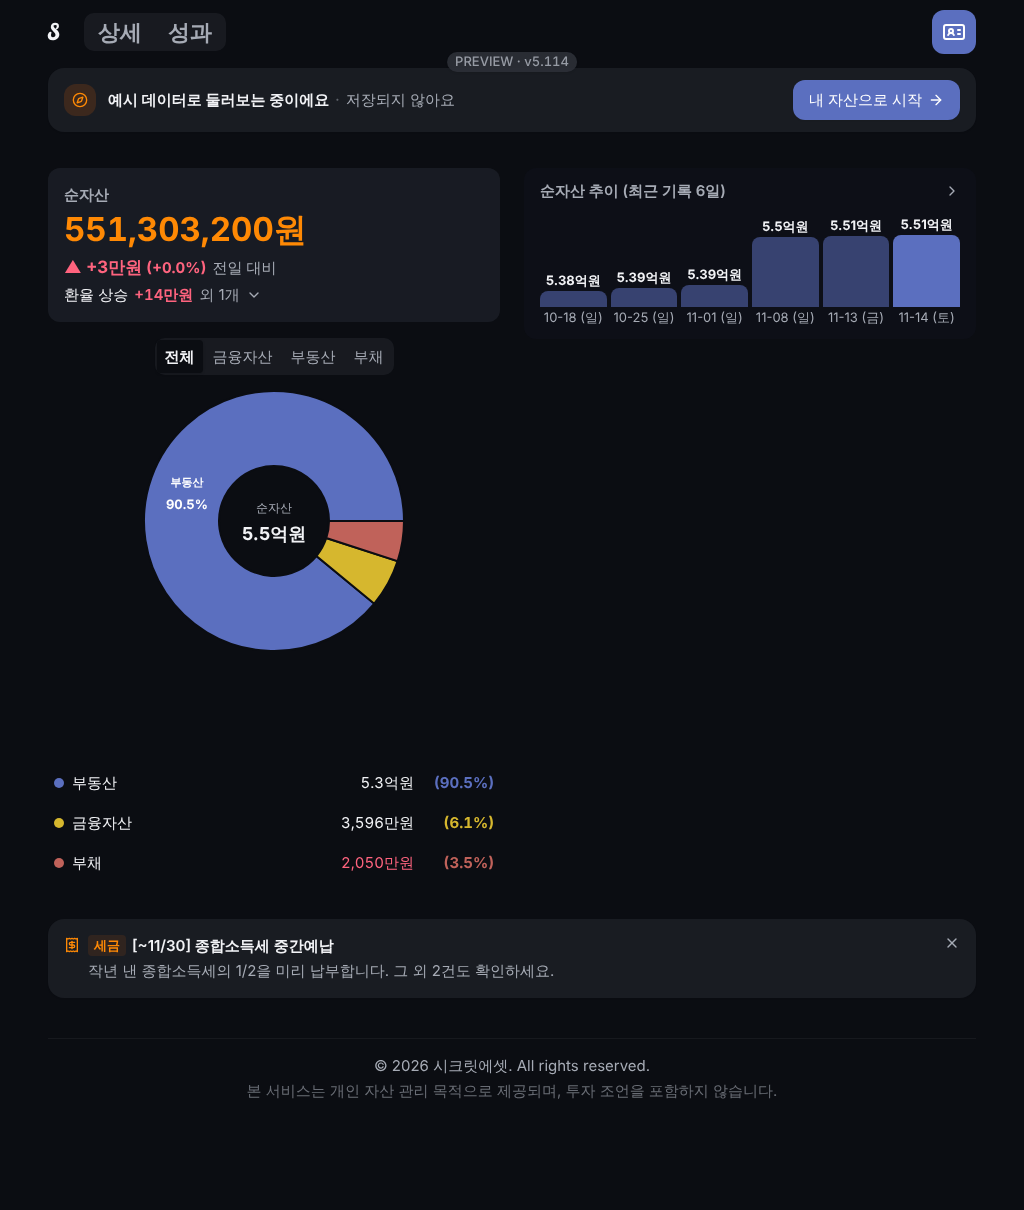 S
상세 성과
PREVIEW · v5.114
예시 데이터로 둘러보는 중이에요 · 저장되지 않아요
내 자산으로 시작 →
순자산
551,303,200원
▲ +3만원 (+0.0%) 전일 대비
환율 상승 +14만원 외 1개
순자산 추이 (최근 기록 6일)
5.38억원 5.39억원 5.39억원 5.5억원 5.51억원 5.51억원
10-18 (일) 10-25 (일) 11-01 (일) 11-08 (일) 11-13 (금) 11-14 (토)
전체 금융자산 부동산 부채
부동산
90.5%
순자산
5.5억원
부동산 5.3억원 (90.5%)
금융자산 3,596만원 (6.1%)
부채 2,050만원 (3.5%)
세금 [~11/30] 종합소득세 중간예납
작년 낸 종합소득세의 1/2을 미리 납부합니다. 그 외 2건도 확인하세요.
© 2026 시크릿에셋. All rights reserved.
본 서비스는 개인 자산 관리 목적으로 제공되며, 투자 조언을 포함하지 않습니다.